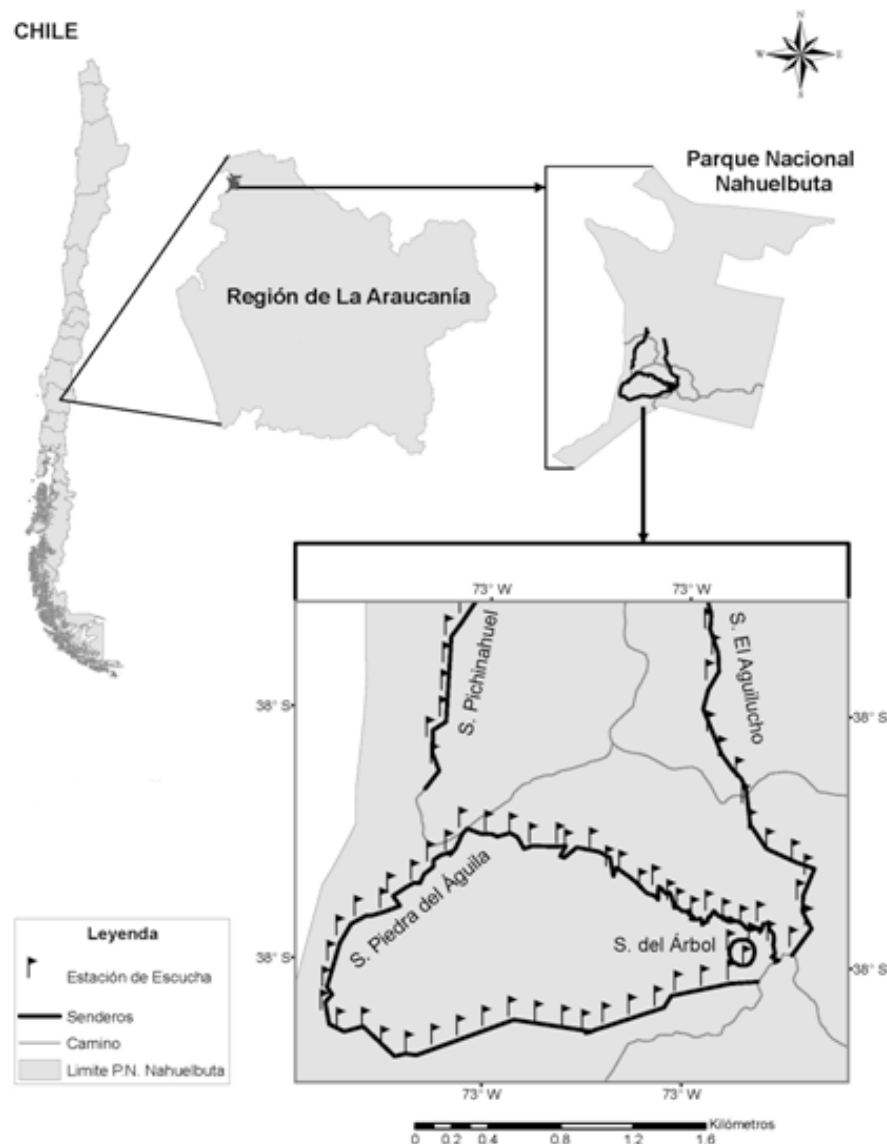 CHILE
N
W
E
S
Parque Nacional
Nahuelbuta
Región de La Araucanía
73° W
73° W
S. Pichinahuel
S. El Aguilucho
38° S
38° S
S. Piedra del Águila
S. del Árbol
38° S
38° S
Leyenda
Estación de Escucha
Senderos
Camino
Limite P.N. Nahuelbuta
73° W
73° W
Kilómetros
0 0.2 0.4 0.8 1.2 1.6